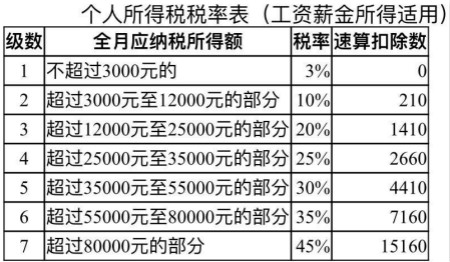 个人所得税税率表（工资薪金所得适用）
级数 全月应纳税所得额 税率 速算扣除数
1 不超过3000元的 3% 0
2 超过3000元至12000元的部分 10% 210
3 超过12000元至25000元的部分 20% 1410
4 超过25000元至35000元的部分 25% 2660
5 超过35000元至55000元的部分 30% 4410
6 超过55000元至80000元的部分 35% 7160
7 超过80000元的部分 45% 15160